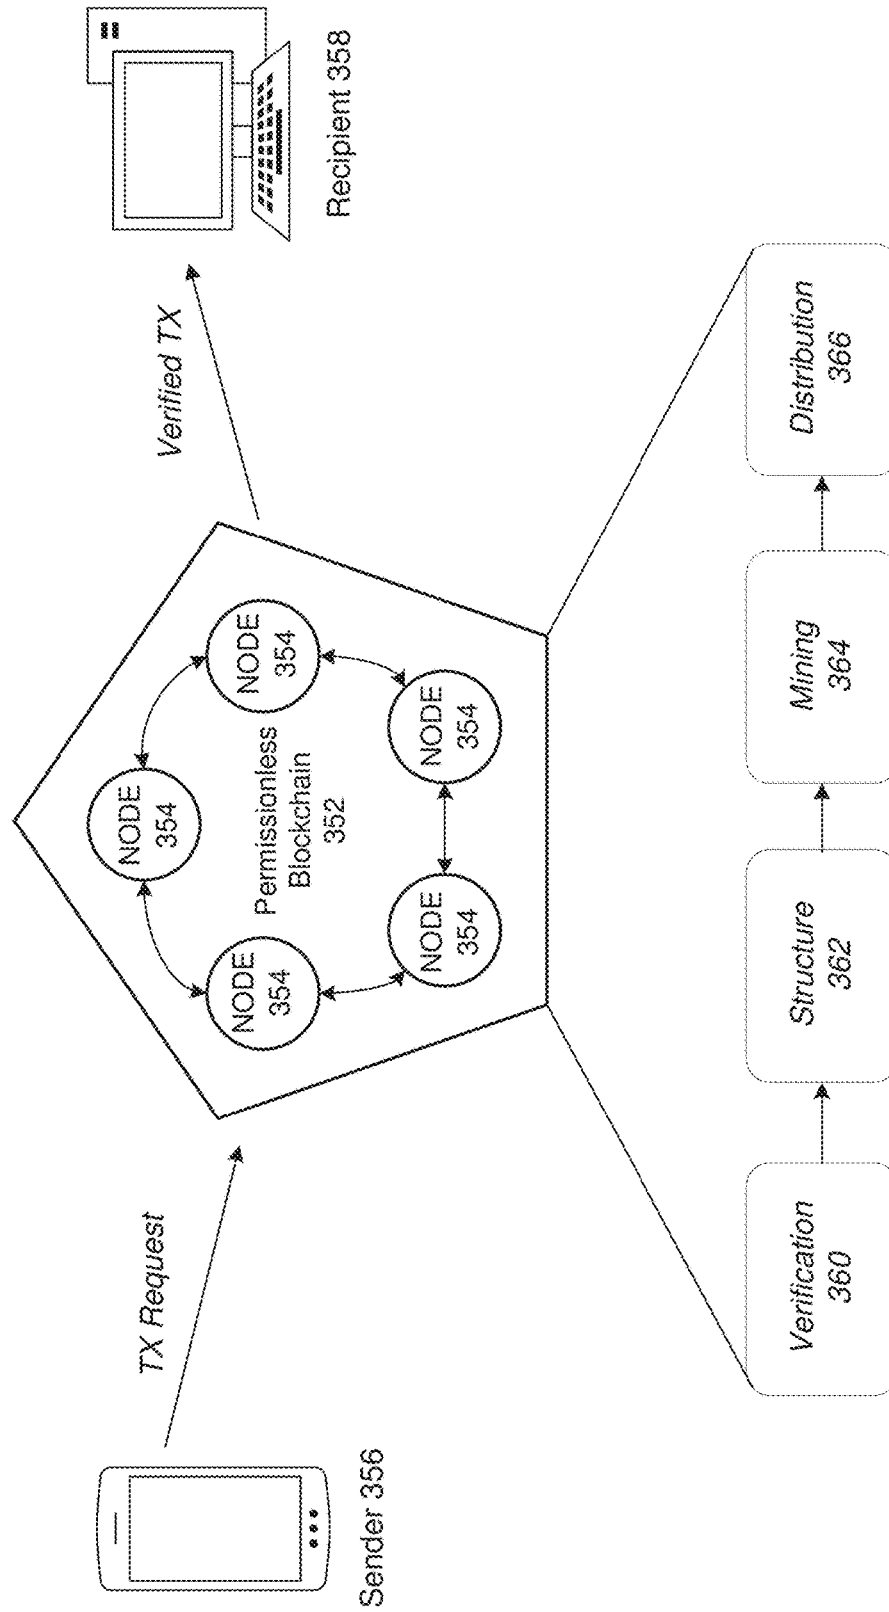 NODE
354
TX Request
Verified TX
NODE
354
NODE
354
Permissionless
Blockchain
352
Sender 356
Recipient 358
NODE
354
NODE
354
Verification
360
Structure
362
Mining
364
Distribution
366